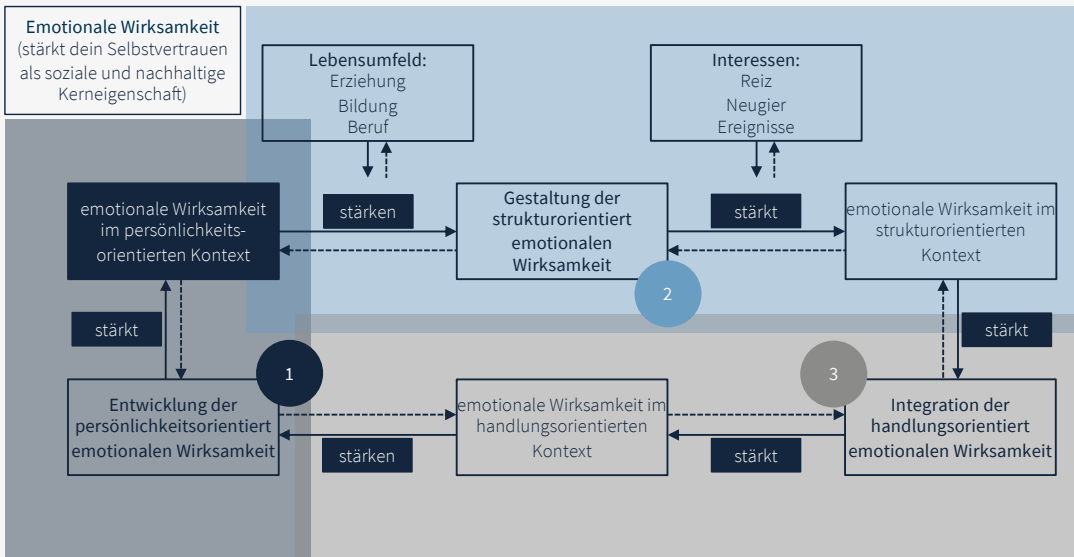 Emotionale Wirksamkeit
(stärkt dein Selbstvertrauen
als soziale und nachhaltige
Kerneigenschaft)
Lebensumfeld:
Erziehung
Bildung
Beruf
Interessen:
Reiz
Neugier
Ereignisse
emotionale Wirksamkeit
im persönlichkeits-
orientierten Kontext
stärken
Gestaltung der
strukturorientiert
emotionalen
Wirksamkeit
stärkt
emotionale Wirksamkeit im
strukturorientierten
Kontext
2
stärkt
stärkt
1
3
Entwicklung der
persönlichkeitsorientiert
emotionalen Wirksamkeit
stärken
emotionale Wirksamkeit im
handlungsorientierten
Kontext
stärkt
Integration der
handlungsorientiert
emotionalen Wirksamkeit